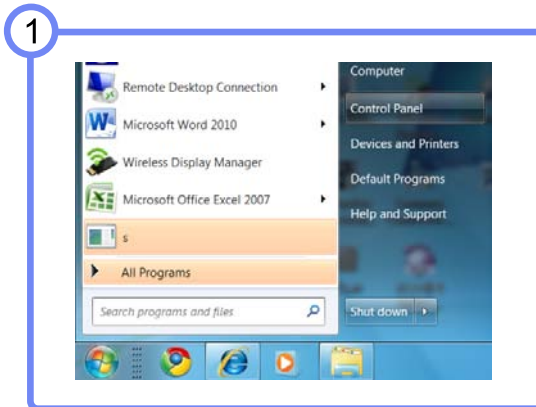 1
Remote Desktop Connection
Microsoft Word 2010
Wireless Display Manager
Microsoft Office Excel 2007
s
All Programs
Search programs and files
Computer
Control Panel
Devices and Printers
Default Programs
Help and Support
Shut down